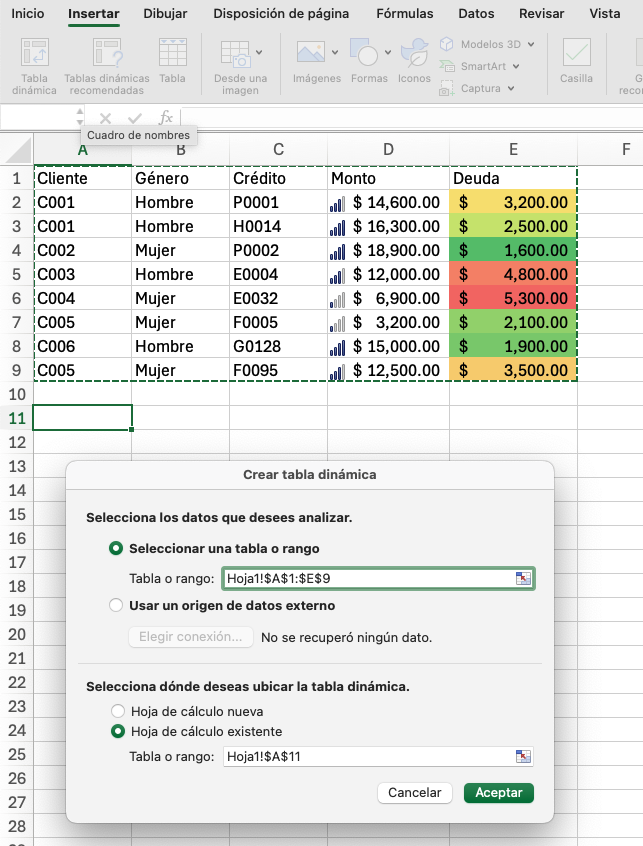 Inicio Insertar Dibujar Disposición de página Fórmulas Datos Revisar Vista
Tabla dinámica
Tablas dinámicas recomendadas
Tabla
Desde una imagen
Imágenes
Formas
Iconos
Modelos 3D
SmartArt
Captura
Casilla
fx
Cuadro de nombres
A B C D E F
1 Cliente Género Crédito Monto Deuda
2 C001 Hombre P0001 $ 14,600.00 $ 3,200.00
3 C001 Hombre H0014 $ 16,300.00 $ 2,500.00
4 C002 Mujer P0002 $ 18,900.00 $ 1,600.00
5 C003 Hombre E0004 $ 12,000.00 $ 4,800.00
6 C004 Mujer E0032 $ 6,900.00 $ 5,300.00
7 C005 Mujer F0005 $ 3,200.00 $ 2,100.00
8 C006 Hombre G0128 $ 15,000.00 $ 1,900.00
9 C005 Mujer F0095 $ 12,500.00 $ 3,500.00
10
11
12
13
Crear tabla dinámica
14
15
Selecciona los datos que desees analizar.
16
Seleccionar una tabla o rango
17
18
Tabla o rango: Hoja1!$A$1:$E$9
19
Usar un origen de datos externo
20
Elegir conexión... No se recuperó ningún dato.
21
22
Selecciona dónde deseas ubicar la tabla dinámica.
23
Hoja de cálculo nueva
24
Hoja de cálculo existente
25
Tabla o rango: Hoja1!$A$11
26
27
Cancelar Aceptar
28